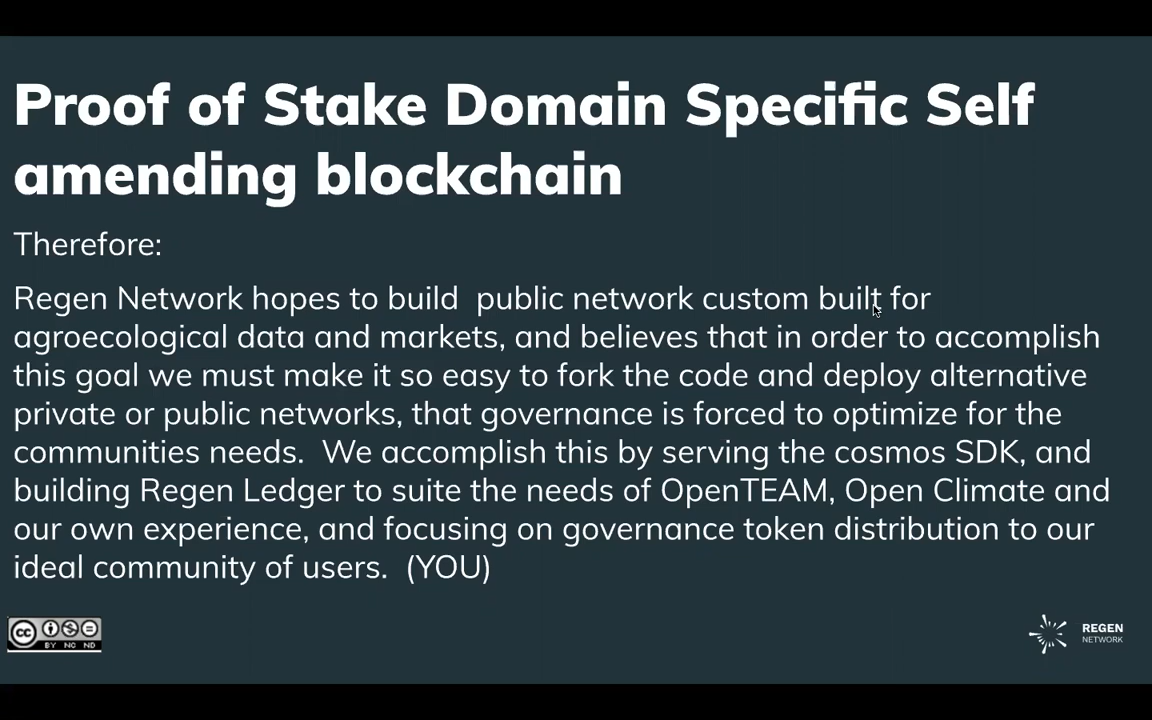 Proof of Stake Domain Specific Self
amending blockchain
Therefore:
Regen Network hopes to build  public network custom built for
agroecological data and markets, and believes that in order to accomplish
this goal we must make it so easy to fork the code and deploy alternative
private or public networks, that governance is forced to optimize for the
communities needs.  We accomplish this by serving the cosmos SDK, and
building Regen Ledger to suite the needs of OpenTEAM, Open Climate and
our own experience, and focusing on governance token distribution to our
ideal community of users.  (YOU)
cc
BY NC ND
REGEN
NETWORK